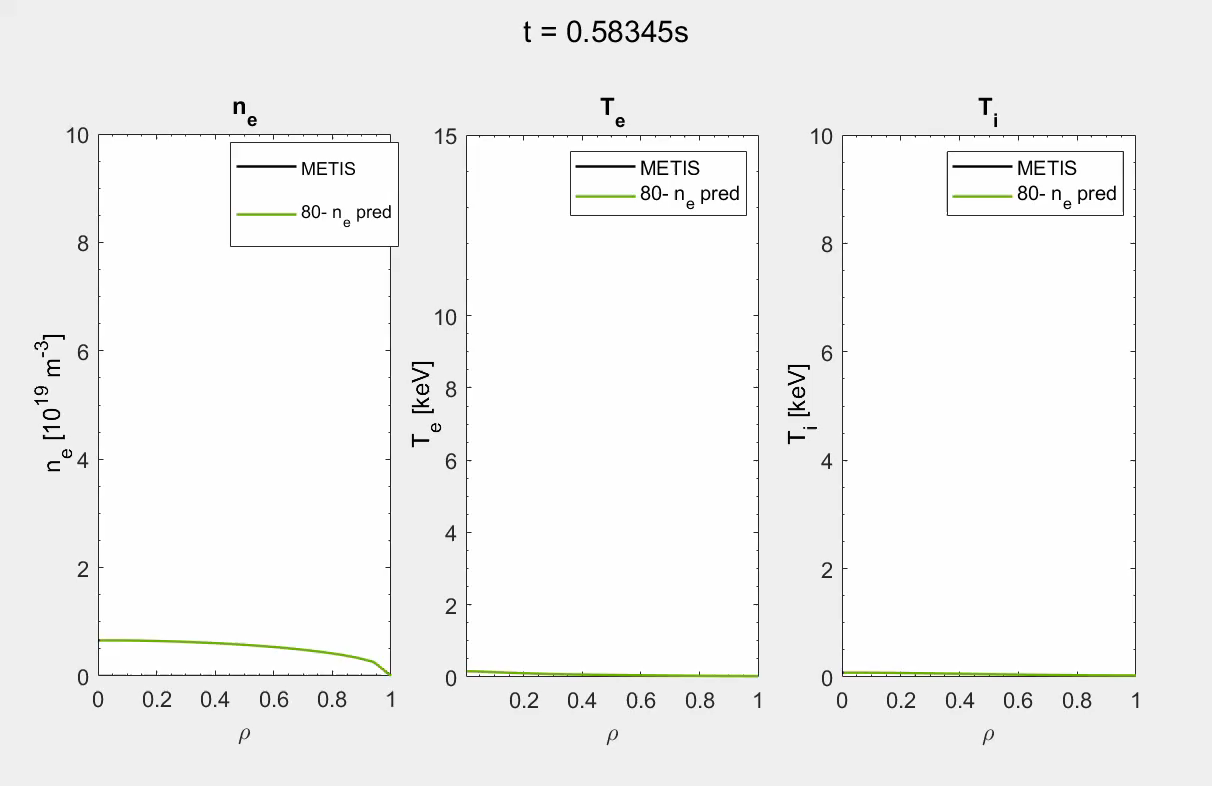 t = 0.58345s
n_e
T_e
T_i
METIS
80- n_e pred
METIS
80- n_e pred
METIS
80- n_e pred
n_e [10^19 m^-3]
10
8
6
4
2
0
0 0.2 0.4 0.6 0.8 1
ρ
T_e [keV]
15
10
8
6
4
2
0
0.2 0.4 0.6 0.8 1
ρ
T_i [keV]
10
8
6
4
2
0
0 0.2 0.4 0.6 0.8 1
ρ